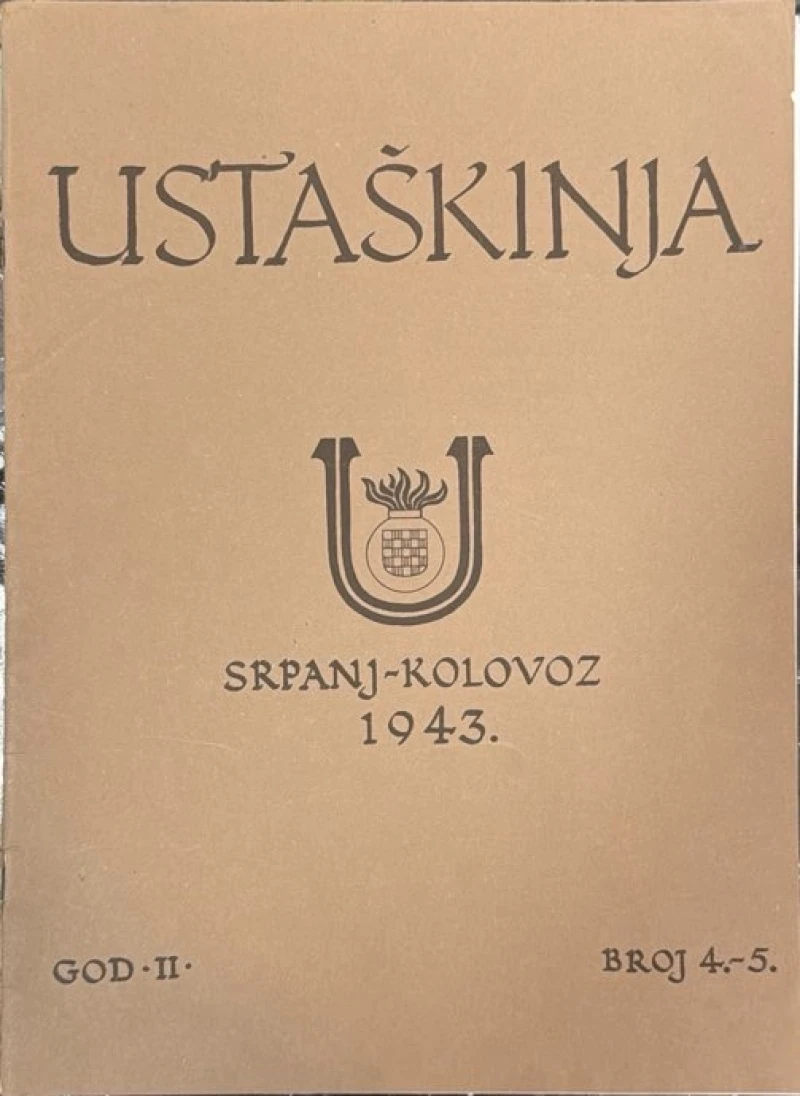 USTAŠKINJA
U
SRPANJ-KOLOVOZ
1943.
GOD·II·
BROJ 4.-5.